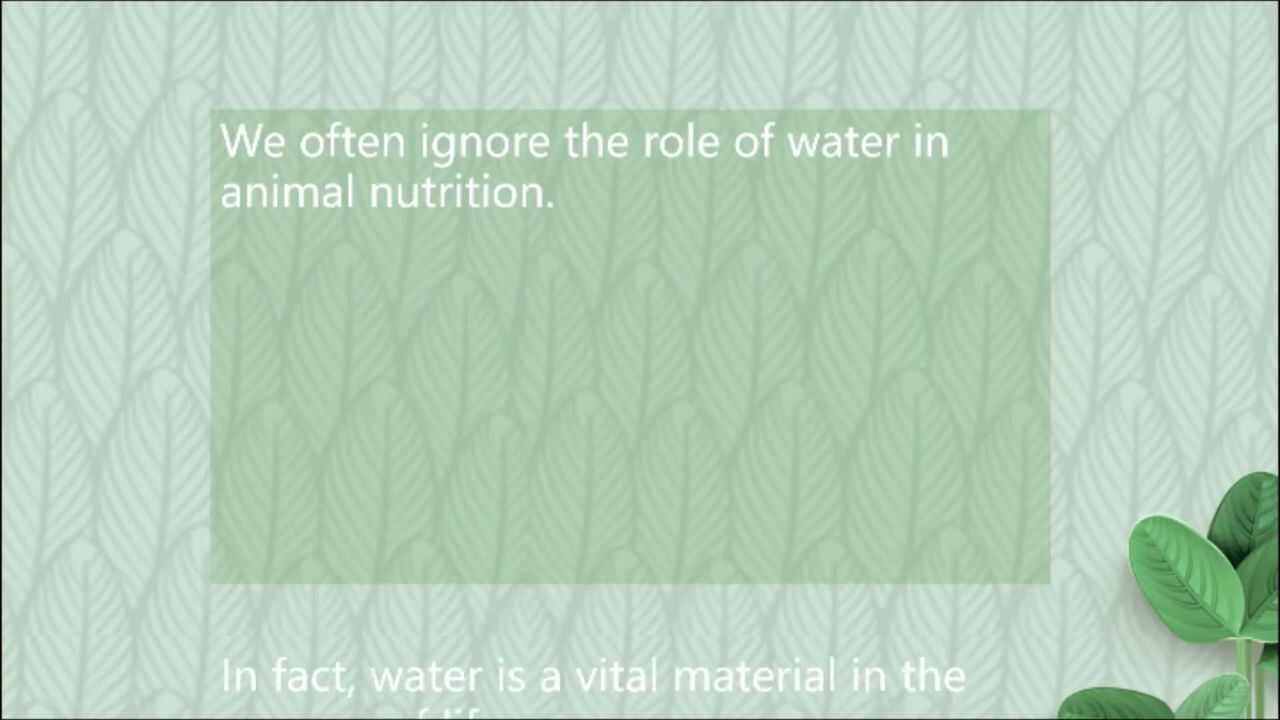 We often ignore the role of water in
animal nutrition.
In fact, water is a vital material in the